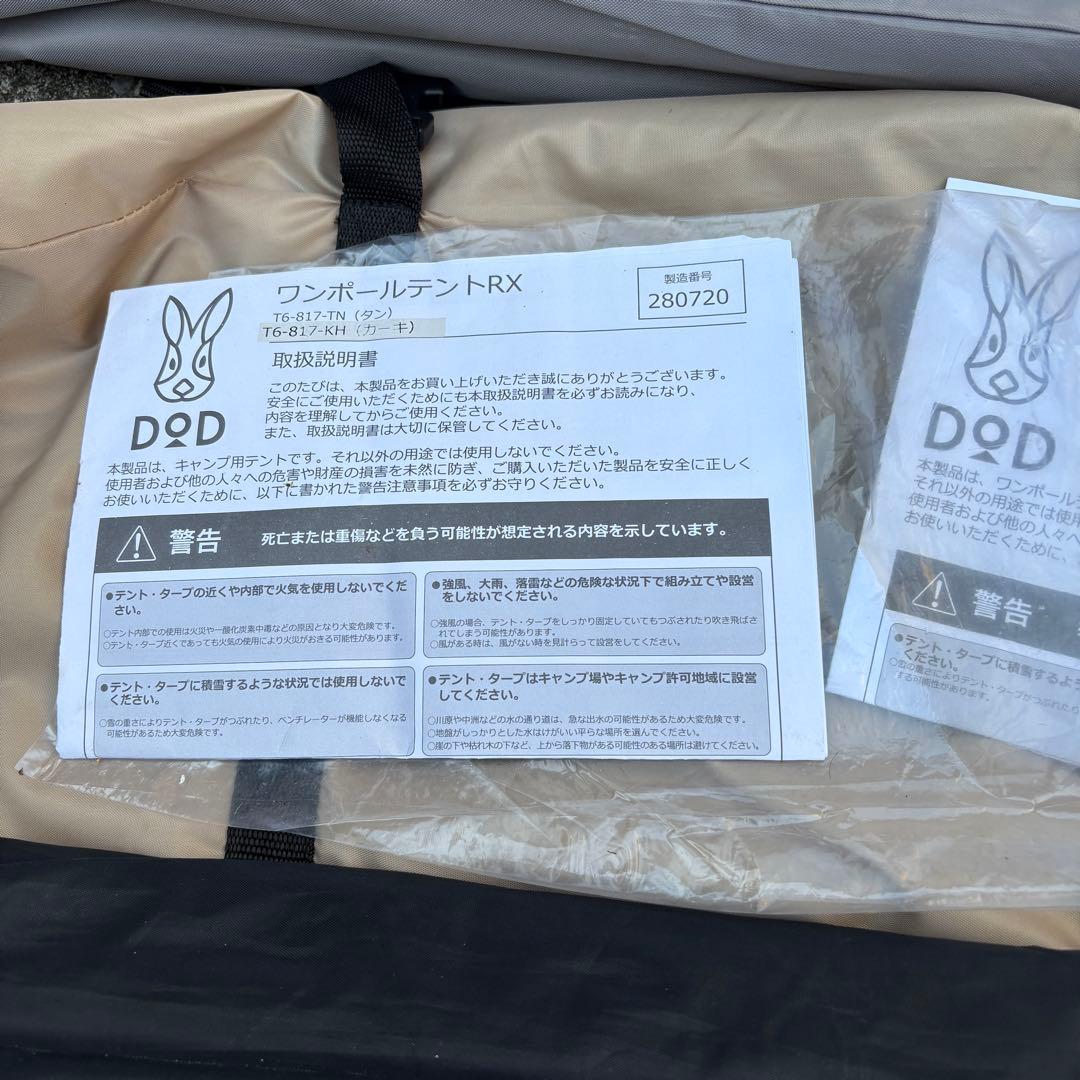 ワンポールテントRX
T6-817-TN（タン）
T6-817-KH（カーキ）
取扱説明書
製造番号
280720
このたびは、本製品をお買い上げいただき誠にありがとうございます。
安全にご使用いただくためにも本取扱説明書を必ずお読みになり、
内容を理解してからご使用ください。
また、取扱説明書は大切に保管してください。
DOD
本製品は、キャンプ用テントです。それ以外の用途では使用しないでください。
使用者および他の人々への危害や財産の損害を未然に防ぎ、ご購入いただいた製品を安全に正しく
お使いいただくために、以下に書かれた警告注意事項を必ずお守りください。
警告 死亡または重傷などを負う可能性が想定される内容を示しています。
●テント・タープの近くや内部で火気を使用しないでくだ
さい。
○テント内部での使用は火災や一酸化炭素中毒などの原因となり大変危険です。
○テント近くであっても火気の使用により火災がおきる可能性があります。
●強風、大雨、落雷などの危険な状況下で組み立てや設営
をしないでください。
○強風の場合、テント・タープをしっかり固定していてもつぶされたり吹き飛ばさ
れてしまう可能性があります。
○風がある時は、風がない時を見計らって設営をしてください。
●テント・タープに積雪するような状況では使用しないで
ください。
○雪の重さによりテント・タープがつぶれたり、ベンチレーターが機能しなくなる
可能性があるため大変危険です。
●テント・タープはキャンプ場やキャンプ許可地域に設営
してください。
○川原や中洲などの水の通り道は、急な出水の可能性があるため大変危険です。
○地盤がしっかりとした水はけがいい平らな場所を選んでください。
○崖の下や枯れ木の下など、上から落下物がある可能性のある場所は避けてください。
DOD
本製品は、ワンポール
それ以外の用途では使用
使用者および他の人々へ
お使いいただくために、
警告
●テント・タープに積雪するよ
ください。
○雪の重さによりテント・タープがつぶれたり
する可能性があります。